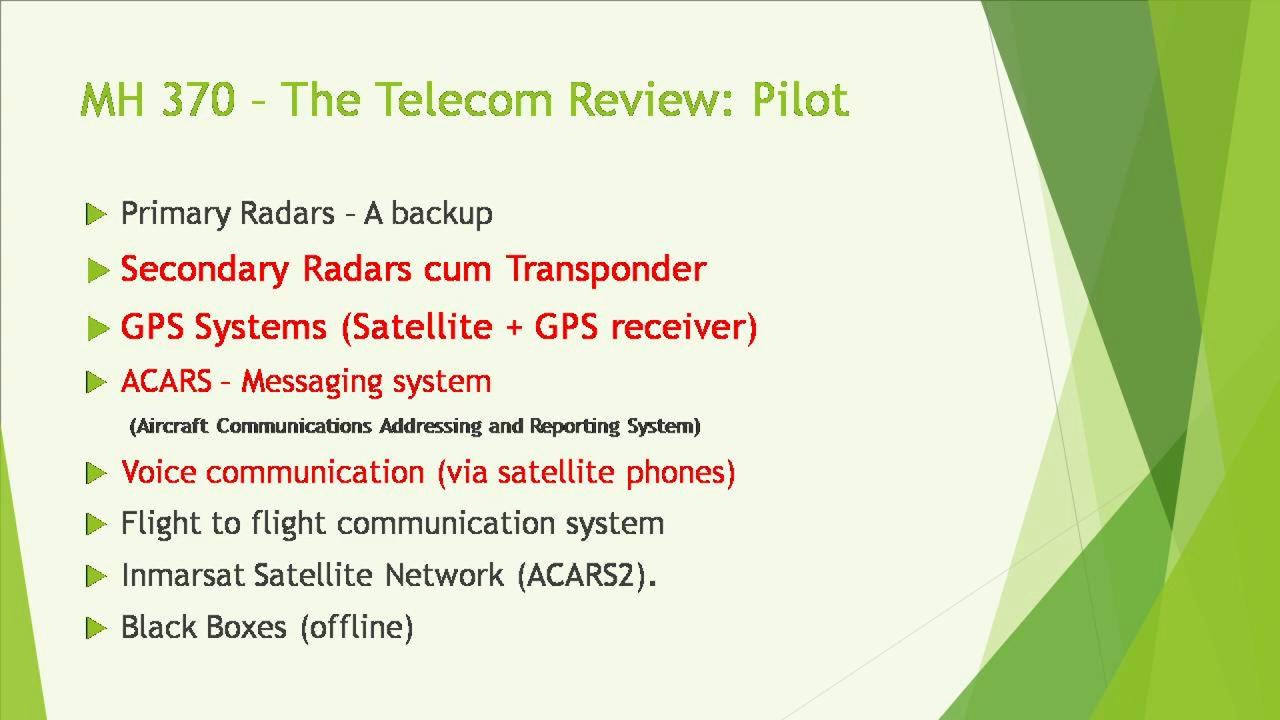 MH 370 – The Telecom Review: Pilot
Primary Radars – A backup
Secondary Radars cum Transponder
GPS Systems (Satellite + GPS receiver)
ACARS – Messaging system
(Aircraft Communications Addressing and Reporting System)
Voice communication (via satellite phones)
Flight to flight communication system
Inmarsat Satellite Network (ACARS2).
Black Boxes (offline)